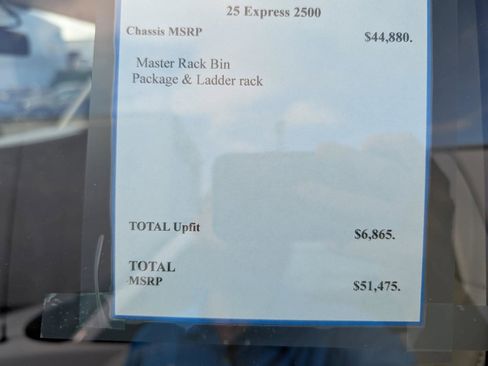 25 Express 2500
Chassis MSRP $44,880.
Master Rack Bin
Package & Ladder rack
TOTAL Upfit $6,865.
TOTAL
MSRP $51,475.